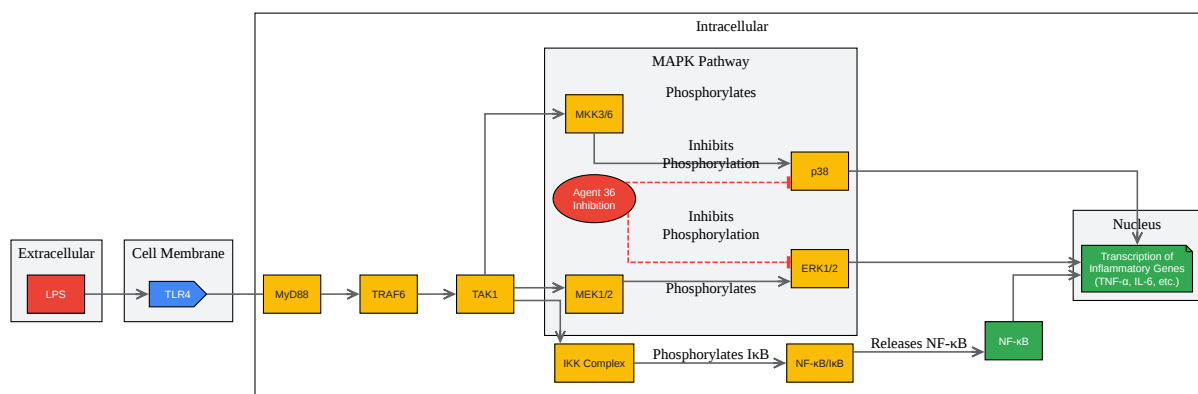 Intracellular
MAPK Pathway
Phosphorylates
MKK3/6
Inhibits
Phosphorylation
p38
Agent 36
Inhibition
Inhibits
Phosphorylation
Nucleus
Extracellular
Cell Membrane
ERK1/2
Transcription of
Inflammatory Genes
(TNF-α, IL-6, etc.)
LPS
TLR4
MyD88
TRAF6
TAK1
MEK1/2
Phosphorylates
IKK Complex
Phosphorylates IκB
NF-κB/IκB
Releases NF-κB
NF-κB